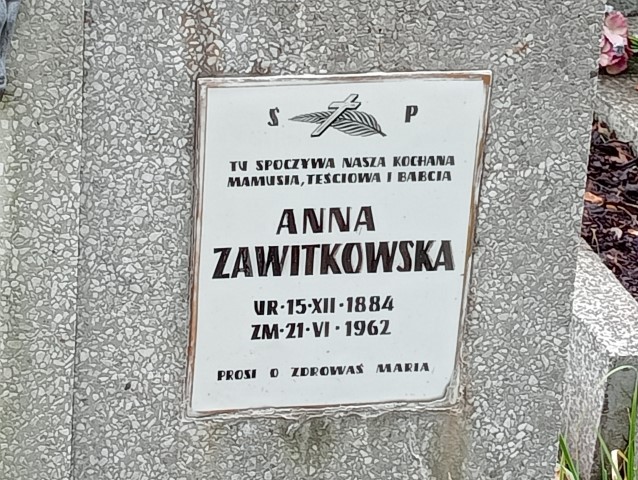 Ś P
TU SPOCZYWA NASZA KOCHANA
MAMUSIA, TEŚCIOWA I BABCIA
ANNA
ZAWITKOWSKA
UR·15·XII·1884
ZM·21·VI·1962
PROSI O ZDROWAŚ MARIA